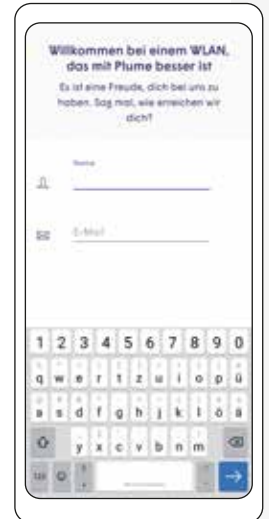 Willkommen bei einem WLAN,
das mit Plume besser ist
Es ist eine Freude, dich bei uns zu
haben. Sag mal, wie erreichen wir
dich?
Name
E-Mail
1 2 3 4 5 6 7 8 9 0
q w e r t z u i o p ü
a s d f g h j k l ö ä
y x c v b n m